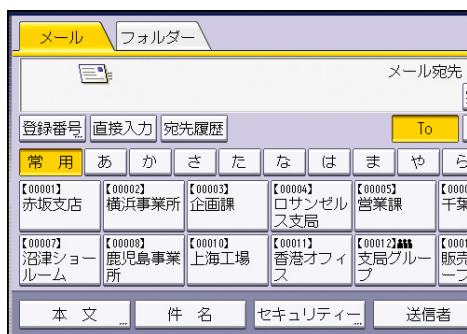 メール フォルダー
メール宛先
登録番号 直接入力 宛先履歴 To
常用 あ か さ た な は ま や ら
【00001】 【00002】 【00003】 【00004】 【00005】
赤坂支店 横浜事業所 企画課 ロサンゼルス支局 営業課 千葉
【00007】 【00008】 【00010】 【00011】 【00012】
沼津ショールーム 鹿児島事業所 上海工場 香港オフィス 支局グループ 販売
本文 件名 セキュリティー 送信者